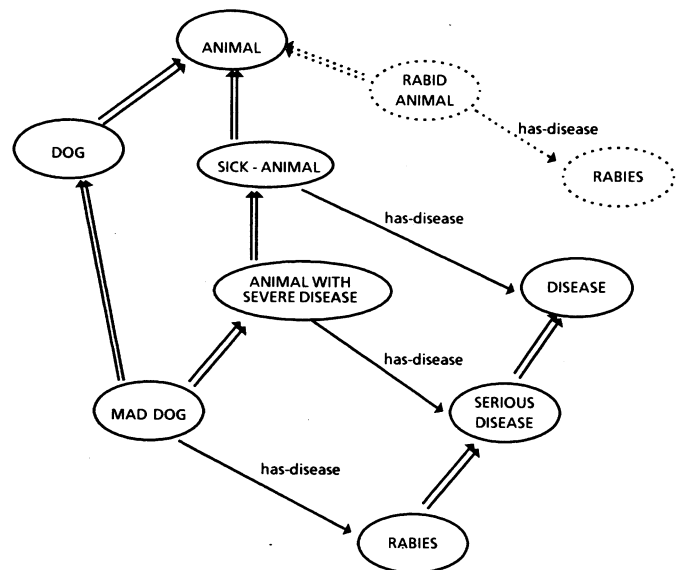 ANIMAL
RABID
ANIMAL
has-disease
DOG
SICK - ANIMAL
RABIES
has-disease
ANIMAL WITH
SEVERE DISEASE
DISEASE
has-disease
MAD DOG
SERIOUS
DISEASE
has-disease
RABIES